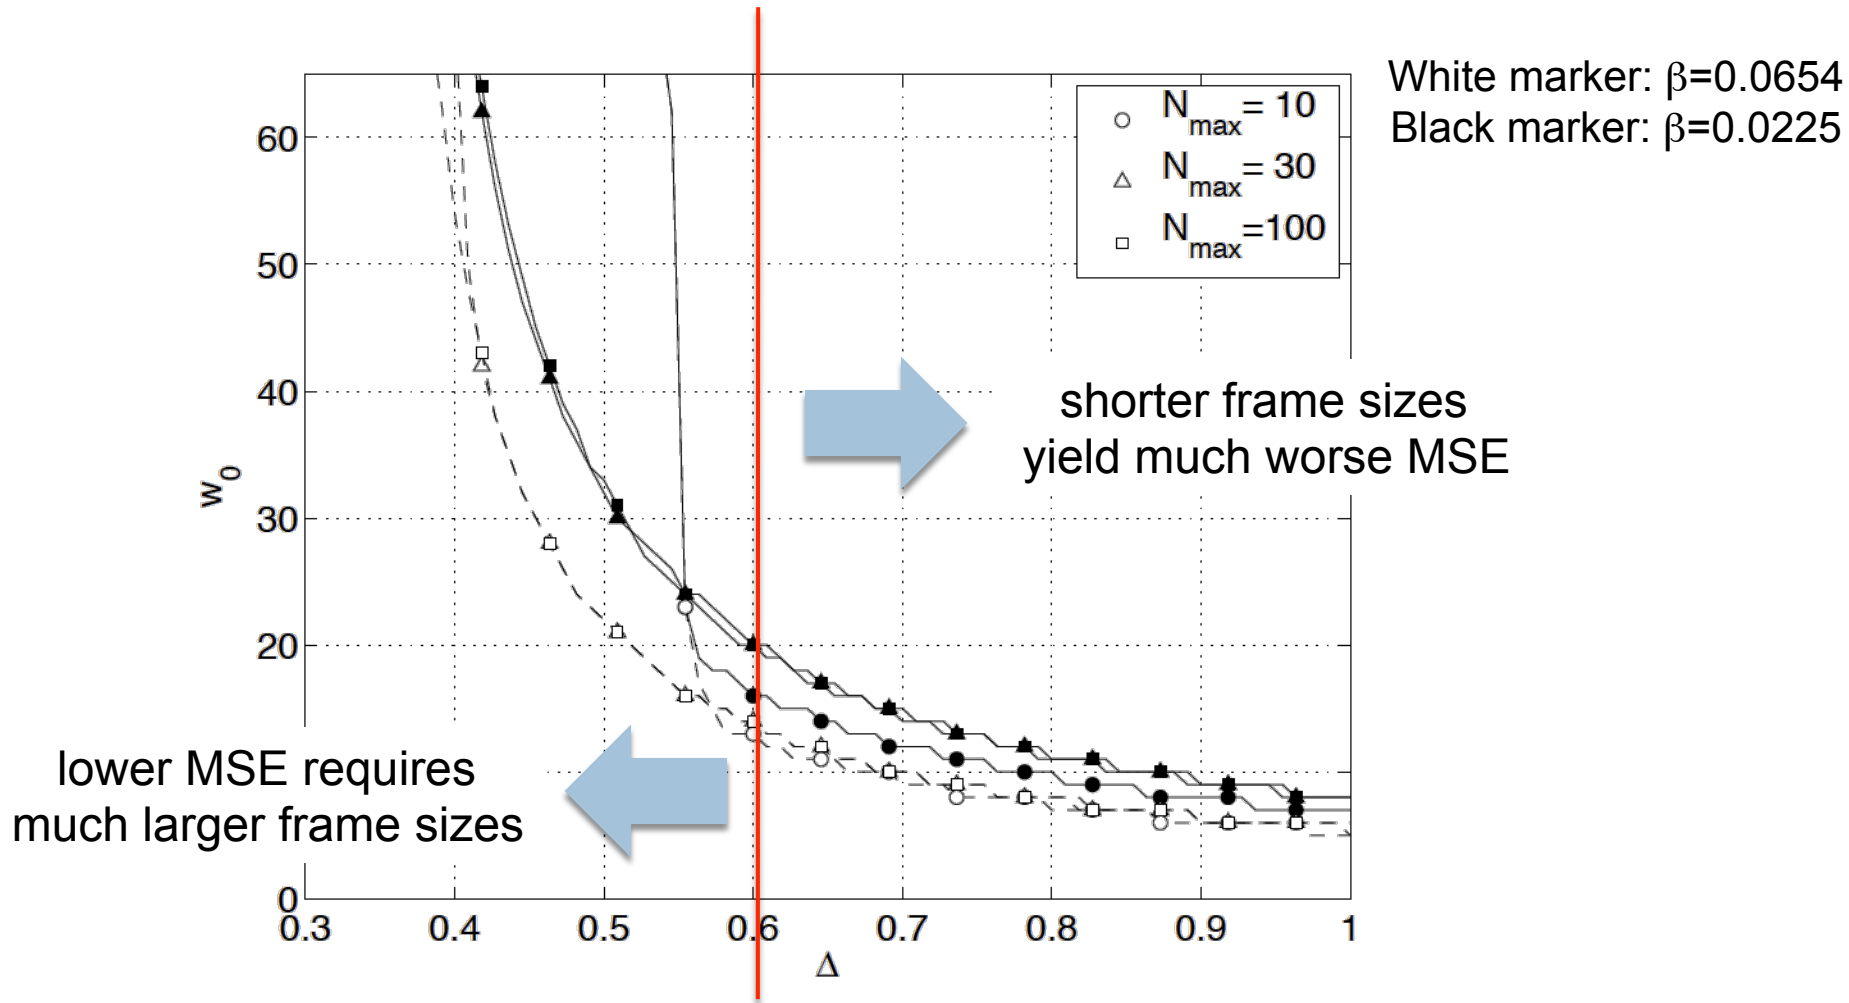 White marker: β=0.0654
Black marker: β=0.0225
Nmax= 10
Nmax= 30
Nmax=100
60
50
40
30
20
0
w0
shorter frame sizes
yield much worse MSE
lower MSE requires
much larger frame sizes
0.3 0.4 0.5 0.6 0.7 0.8 0.9 1
Δ